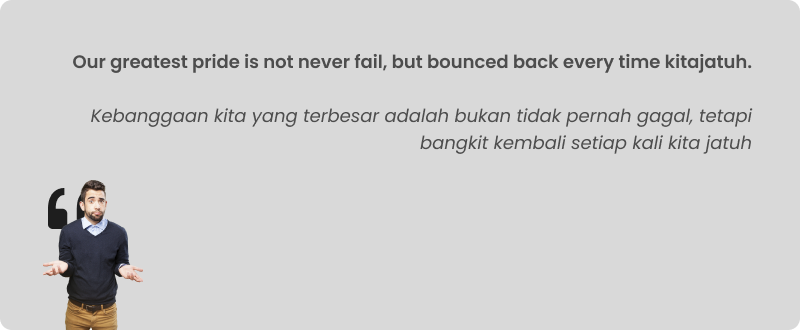 Our greatest pride is not never fail, but bounced back every time kitajatuh.
Kebanggaan kita yang terbesar adalah bukan tidak pernah gagal, tetapi
bangkit kembali setiap kali kita jatuh